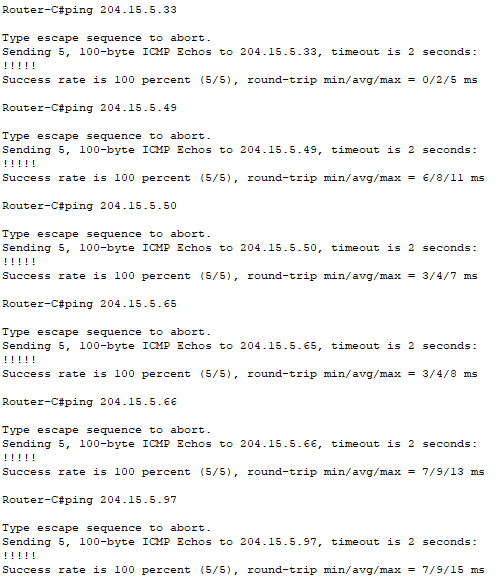 Router-C#ping 204.15.5.33
Type escape sequence to abort.
Sending 5, 100-byte ICMP Echos to 204.15.5.33, timeout is 2 seconds:
!!!!!
Success rate is 100 percent (5/5), round-trip min/avg/max = 0/2/5 ms
Router-C#ping 204.15.5.49
Type escape sequence to abort.
Sending 5, 100-byte ICMP Echos to 204.15.5.49, timeout is 2 seconds:
!!!!!
Success rate is 100 percent (5/5), round-trip min/avg/max = 6/8/11 ms
Router-C#ping 204.15.5.50
Type escape sequence to abort.
Sending 5, 100-byte ICMP Echos to 204.15.5.50, timeout is 2 seconds:
!!!!!
Success rate is 100 percent (5/5), round-trip min/avg/max = 3/4/7 ms
Router-C#ping 204.15.5.65
Type escape sequence to abort.
Sending 5, 100-byte ICMP Echos to 204.15.5.65, timeout is 2 seconds:
!!!!!
Success rate is 100 percent (5/5), round-trip min/avg/max = 3/4/8 ms
Router-C#ping 204.15.5.66
Type escape sequence to abort.
Sending 5, 100-byte ICMP Echos to 204.15.5.66, timeout is 2 seconds:
!!!!!
Success rate is 100 percent (5/5), round-trip min/avg/max = 7/9/13 ms
Router-C#ping 204.15.5.97
Type escape sequence to abort.
Sending 5, 100-byte ICMP Echos to 204.15.5.97, timeout is 2 seconds:
!!!!!
Success rate is 100 percent (5/5), round-trip min/avg/max = 7/9/15 ms